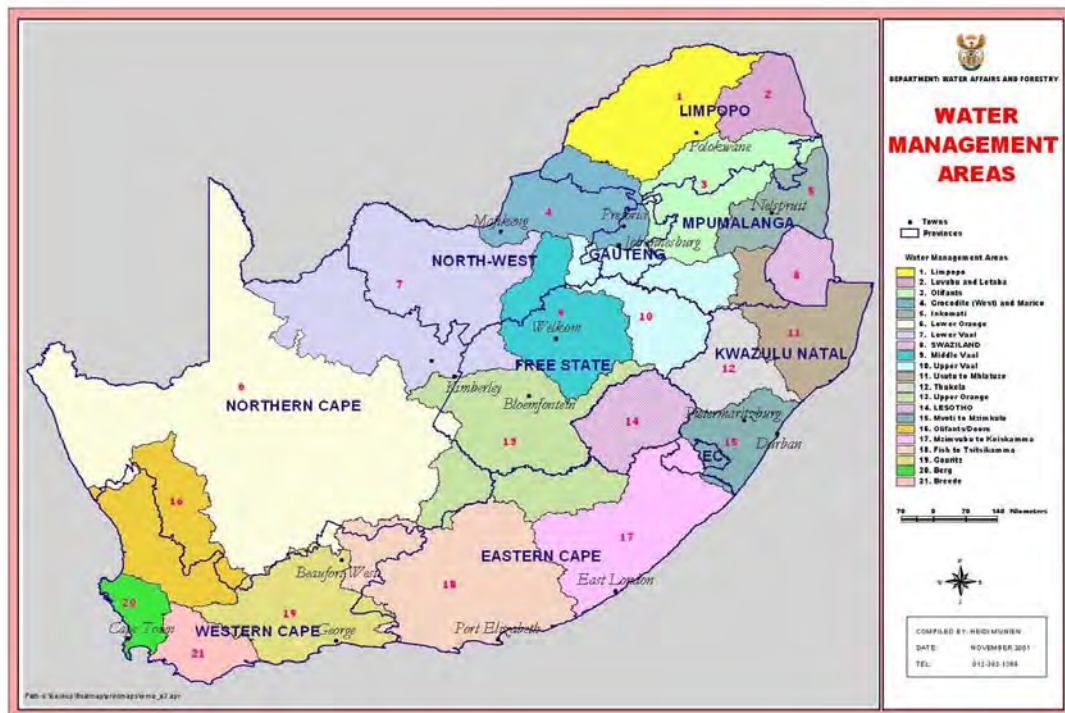 1
2
LIMPOPO
Polokwane
3
5
Nelspruit
4
Mafikeng
Pretoria
MPUMALANGA
Johannesburg
GAUTENG
NORTH-WEST
8
7
9
10
11
Welkom
KWAZULU NATAL
FREE STATE
12
6
Kimberley
NORTHERN CAPE
Bloemfontein
Pietermaritzburg
14
13
15
Durban
EC
16
17
EASTERN CAPE
Beaufort West
18
East London
20
19
Cape Town
WESTERN CAPE
George
Port Elizabeth
21
DEPARTMENT: WATER AFFAIRS AND FORESTRY
WATER
MANAGEMENT
AREAS
Towns
Provinces
Water Management Areas
1. Limpopo
2. Luvubu and Letaba
3. Olifants
4. Crocodile (West) and Marico
5. Inkomati
6. Lower Orange
7. Lower Vaal
8. SWAZILAND
9. Middle Vaal
10. Upper Vaal
11. Usutu to Mhlatuze
12. Thukela
13. Upper Orange
14. LESOTHO
15. Mvoti to Mzimkulu
16. Olifants/Doorn
17. Mzimvubu to Keiskamma
18. Fish to Tsitsikamma
19. Gouritz
20. Berg
21. Breede
70 0 70 140 Kilometers
COMPILED BY: HEIDI MUNIEN
DATE: NOVEMBER 2001
TEL: